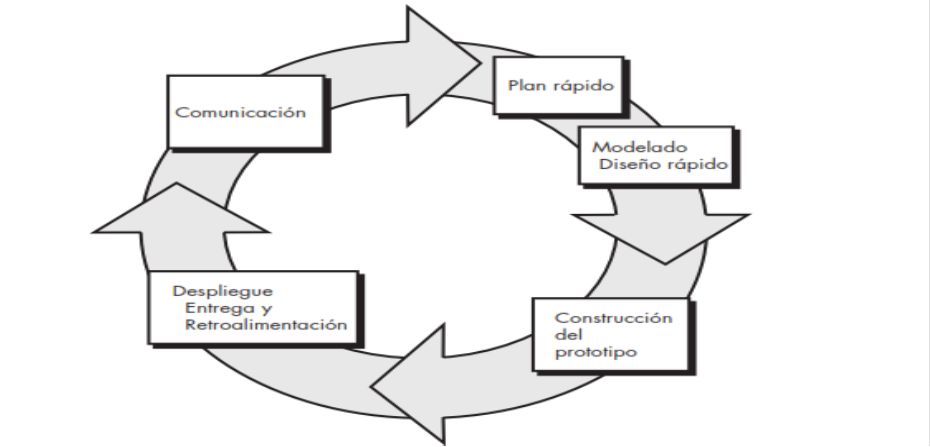 Comunicación
Plan rápido
Modelado
Diseño rápido
Construcción
del
prototipo
Despliegue
Entrega y
Retroalimentación